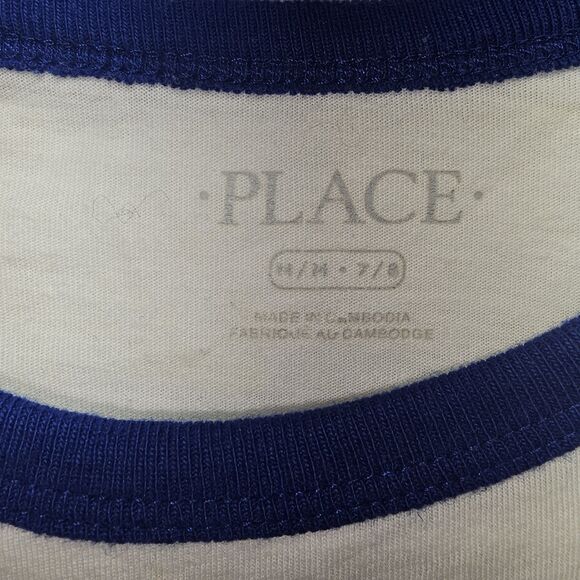 ·PLACE·
M/M • 7/8
MADE IN CAMBODIA
FABRIQUE AU CAMBODGE